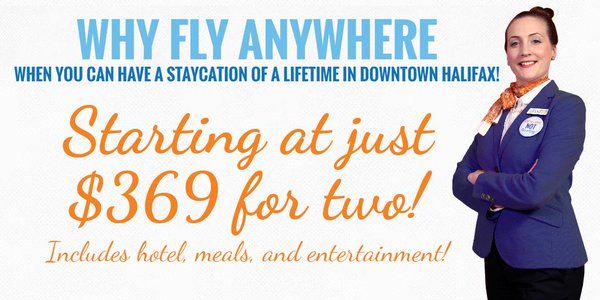 WHY FLY ANYWHERE
WHEN YOU CAN HAVE A STAYCATION OF A LIFETIME IN DOWNTOWN HALIFAX!
Starting at just
$369 for two!
Includes hotel, meals, and entertainment!
NOT